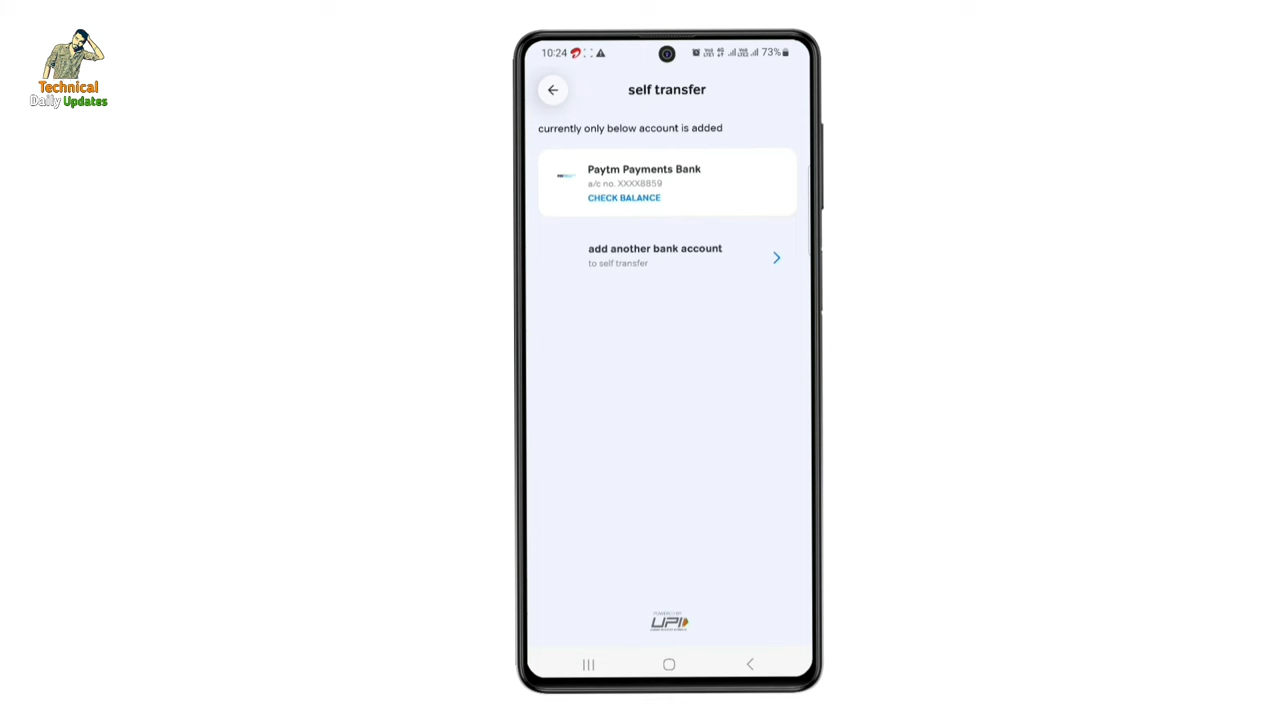 Technical
Daily Updates
10:24
73%
self transfer
currently only below account is added
Paytm Payments Bank
a/c no. XXXX8859
CHECK BALANCE
add another bank account
to self transfer
POWERED BY
UPI